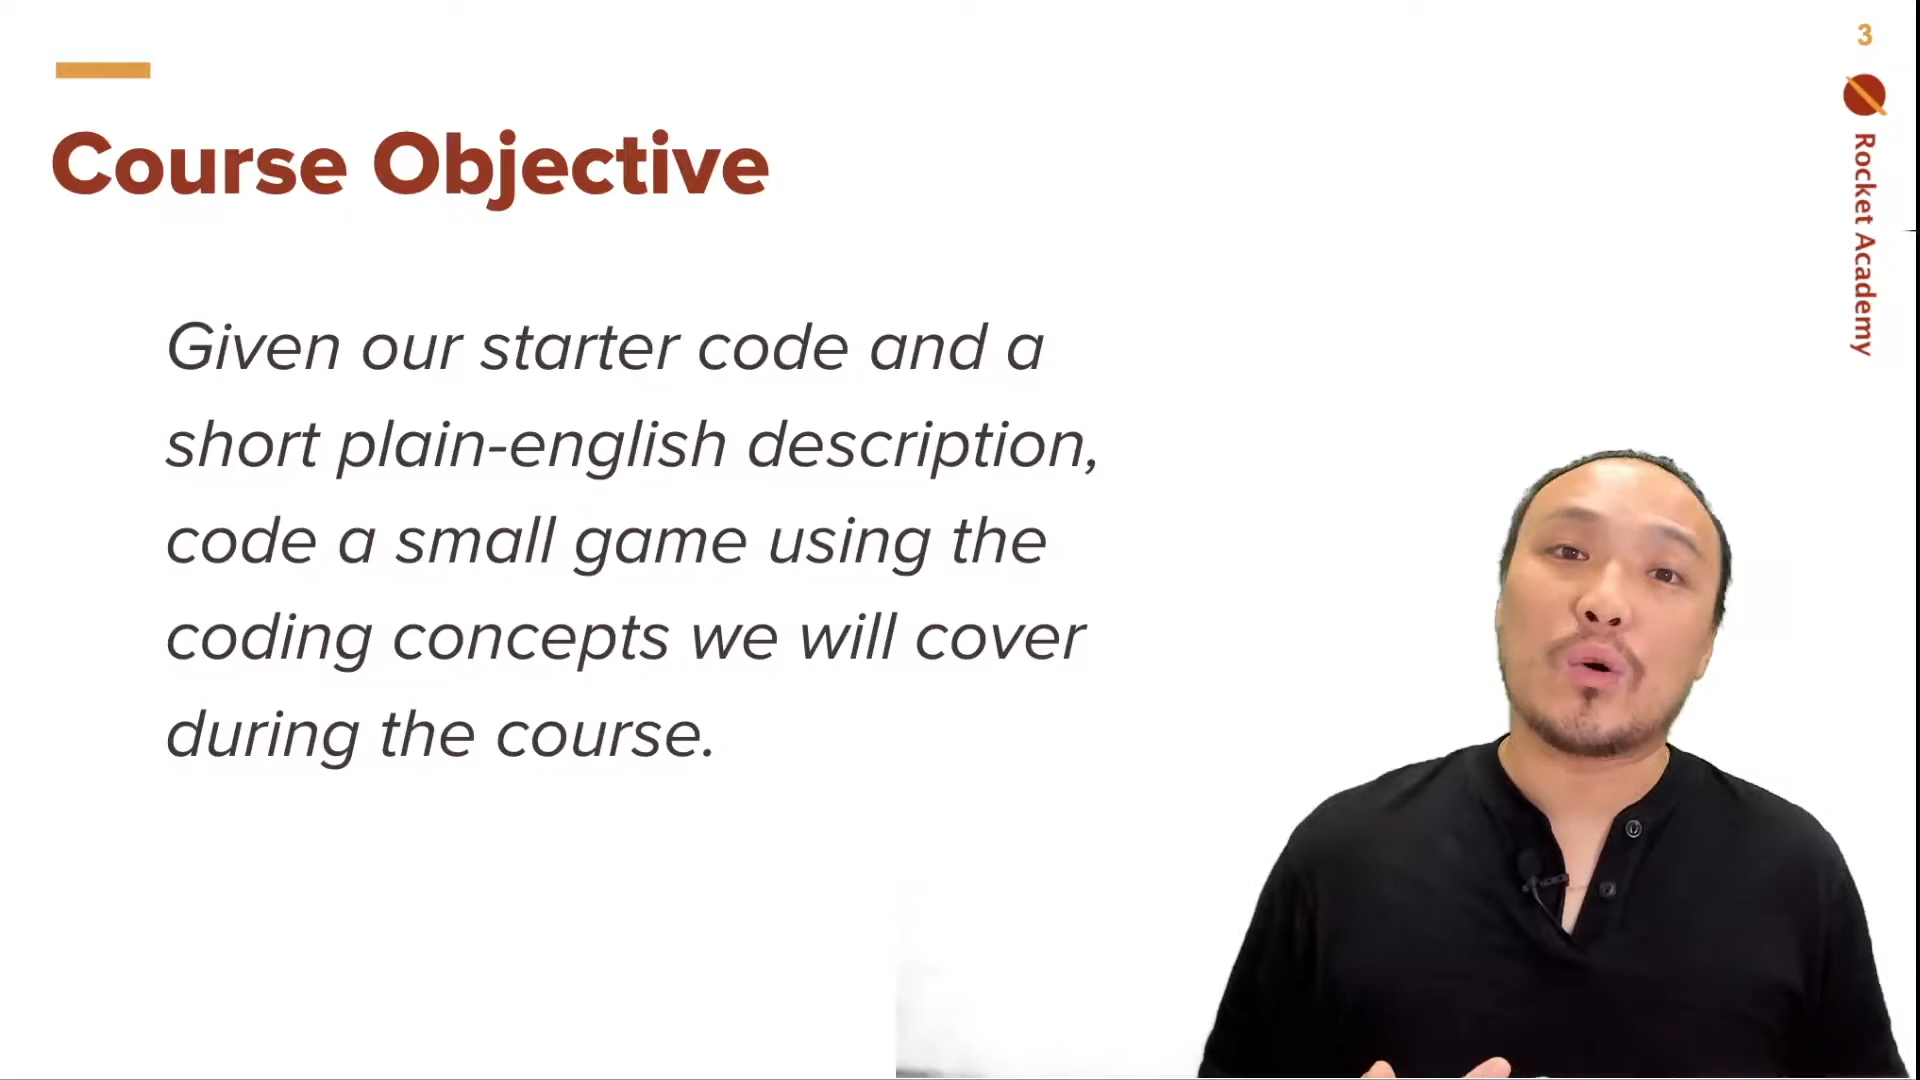 3
Rocket Academy
Course Objective
Given our starter code and a
short plain-english description,
code a small game using the
coding concepts we will cover
during the course.